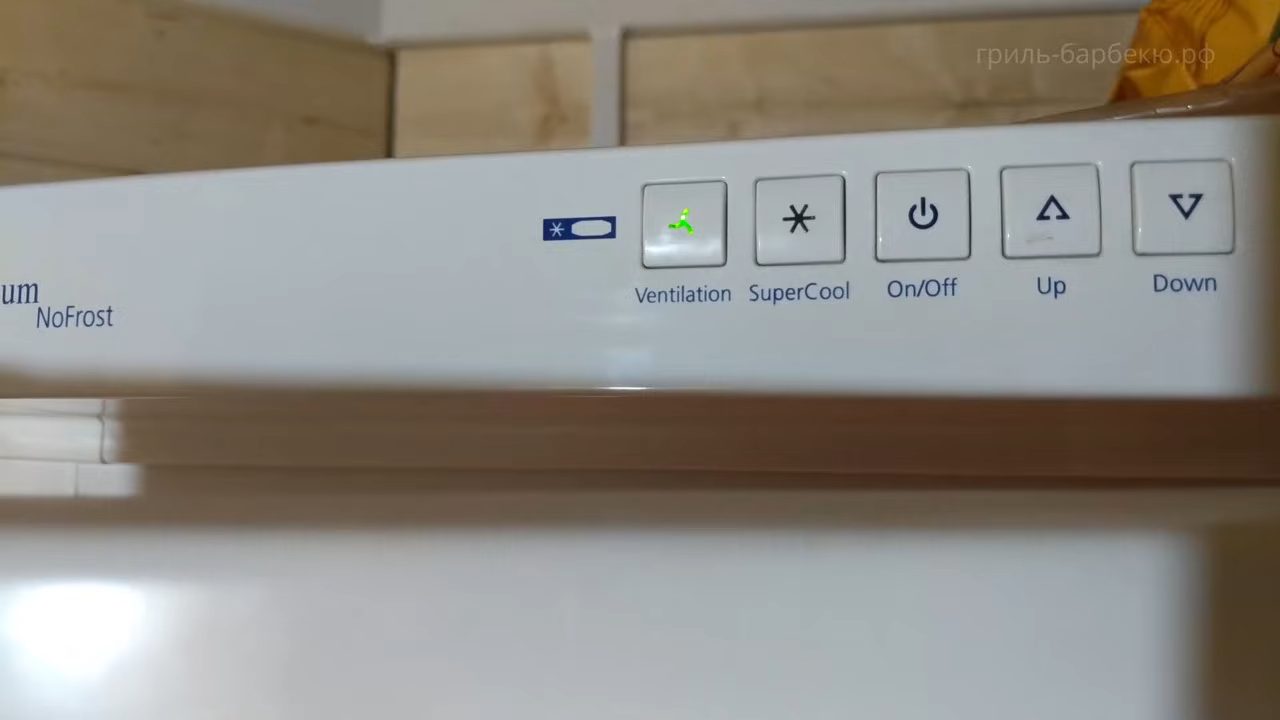 гриль-барбекю.рф
um
NoFrost
Ventilation
SuperCool
On/Off
Up
Down